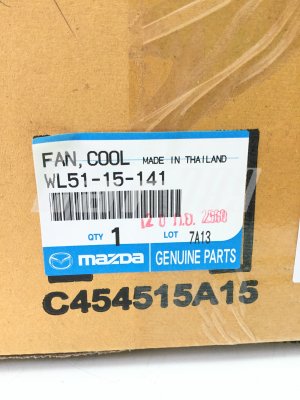 FAN, COOL MADE IN THAILAND
WL51-15-141
QTY 1 LOT 7A13
mazda GENUINE PARTS
C454515A15